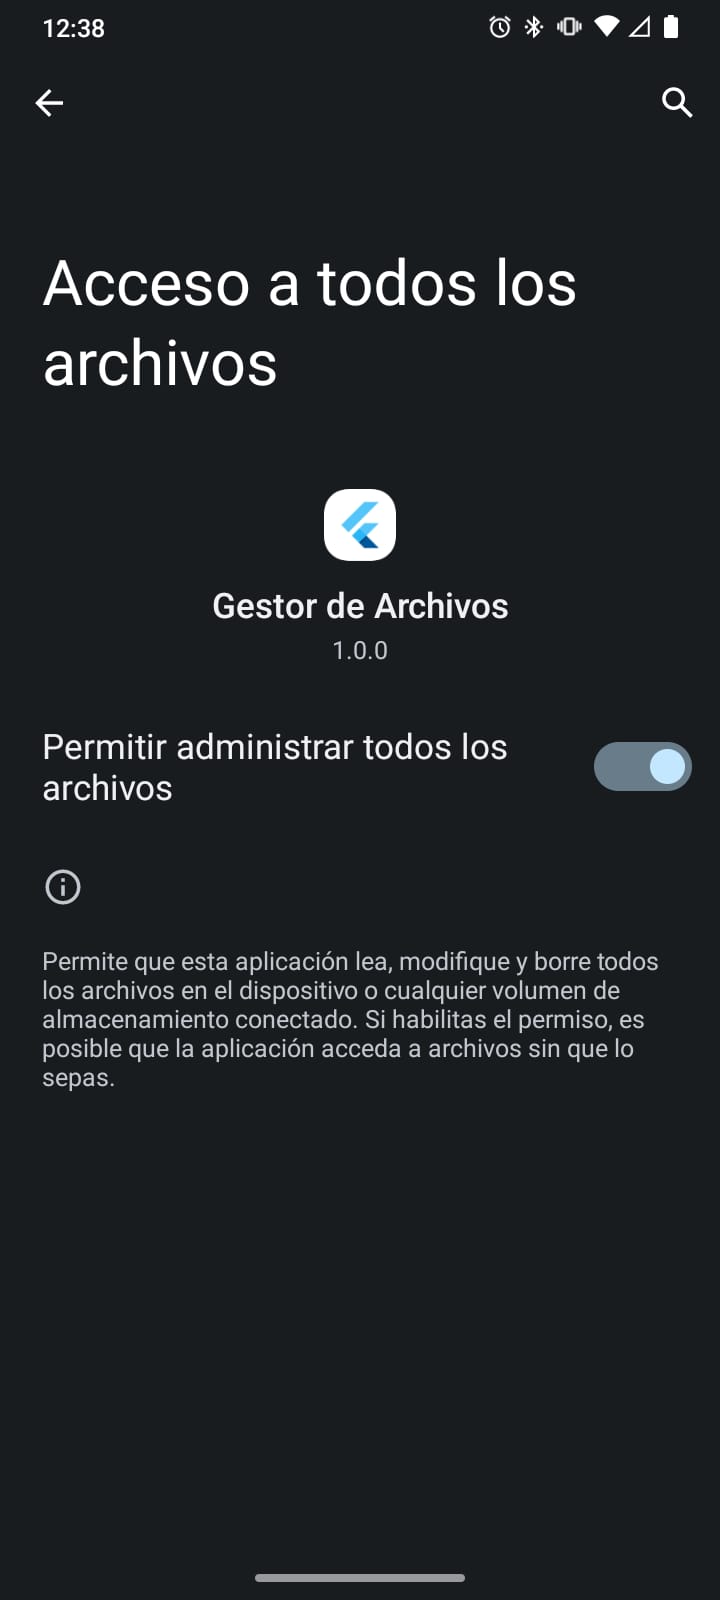 12:38
Acceso a todos los
archivos
Gestor de Archivos
1.0.0
Permitir administrar todos los
archivos
Permite que esta aplicación lea, modifique y borre todos
los archivos en el dispositivo o cualquier volumen de
almacenamiento conectado. Si habilitas el permiso, es
posible que la aplicación acceda a archivos sin que lo
sepas.